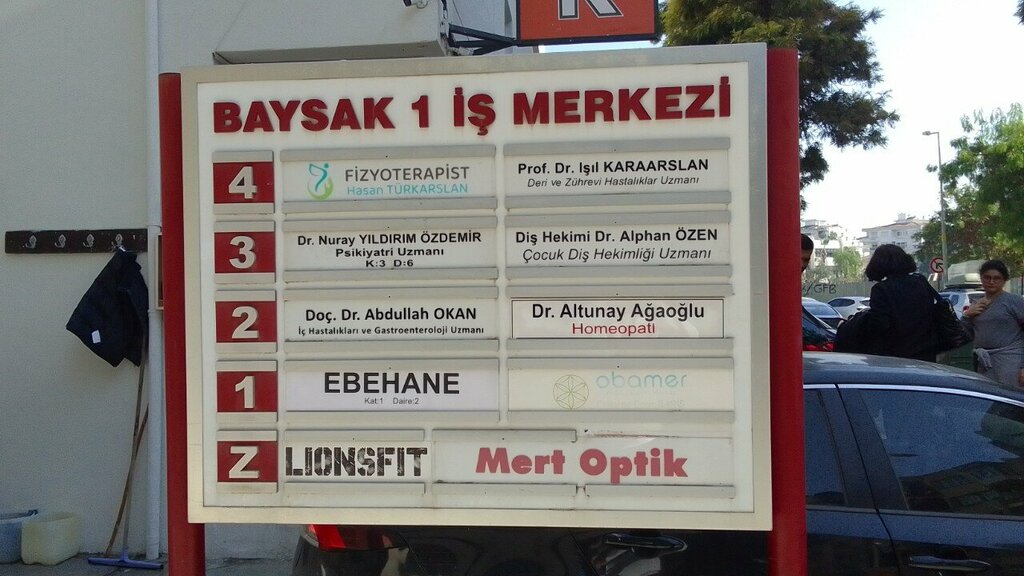 K
BAYSAK 1 İŞ MERKEZİ
4
FİZYOTERAPİST
Hasan TÜRKARSLAN
Prof. Dr. Işıl KARAARSLAN
Deri ve Zührevi Hastalıklar Uzmanı
3
Dr. Nuray YILDIRIM ÖZDEMİR
Psikiyatri Uzmanı
K:3 D:6
Diş Hekimi Dr. Alphan ÖZEN
Çocuk Diş Hekimliği Uzmanı
2
Doç. Dr. Abdullah OKAN
İç Hastalıkları ve Gastroenteroloji Uzmanı
Dr. Altunay Ağaoğlu
Homeopati
1
EBEHANE
Kat:1 Daire:2
obamer
Z
LIONSFIT
Mert Optik